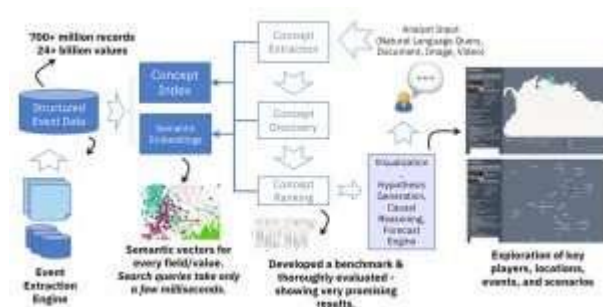 700+ million records
24+ billion values
Structured
Event Data
Event
Extraction
Engine
Concept
Index
Semantic
Embeddings
Semantic vectors for
every field/value.
Search queries take only
a few milliseconds.
Concept
Extraction
Concept
Discovery
Concept
Ranking
Developed a benchmark &
thoroughly evaluated -
showing very promising
results.
Analyst Input
(Natural Language Query,
Document, Image, Video)
Visualization
-
Hypothesis
Generation,
Causal
Reasoning,
Forecast
Engine
Exploration of key
players, locations,
events, and scenarios